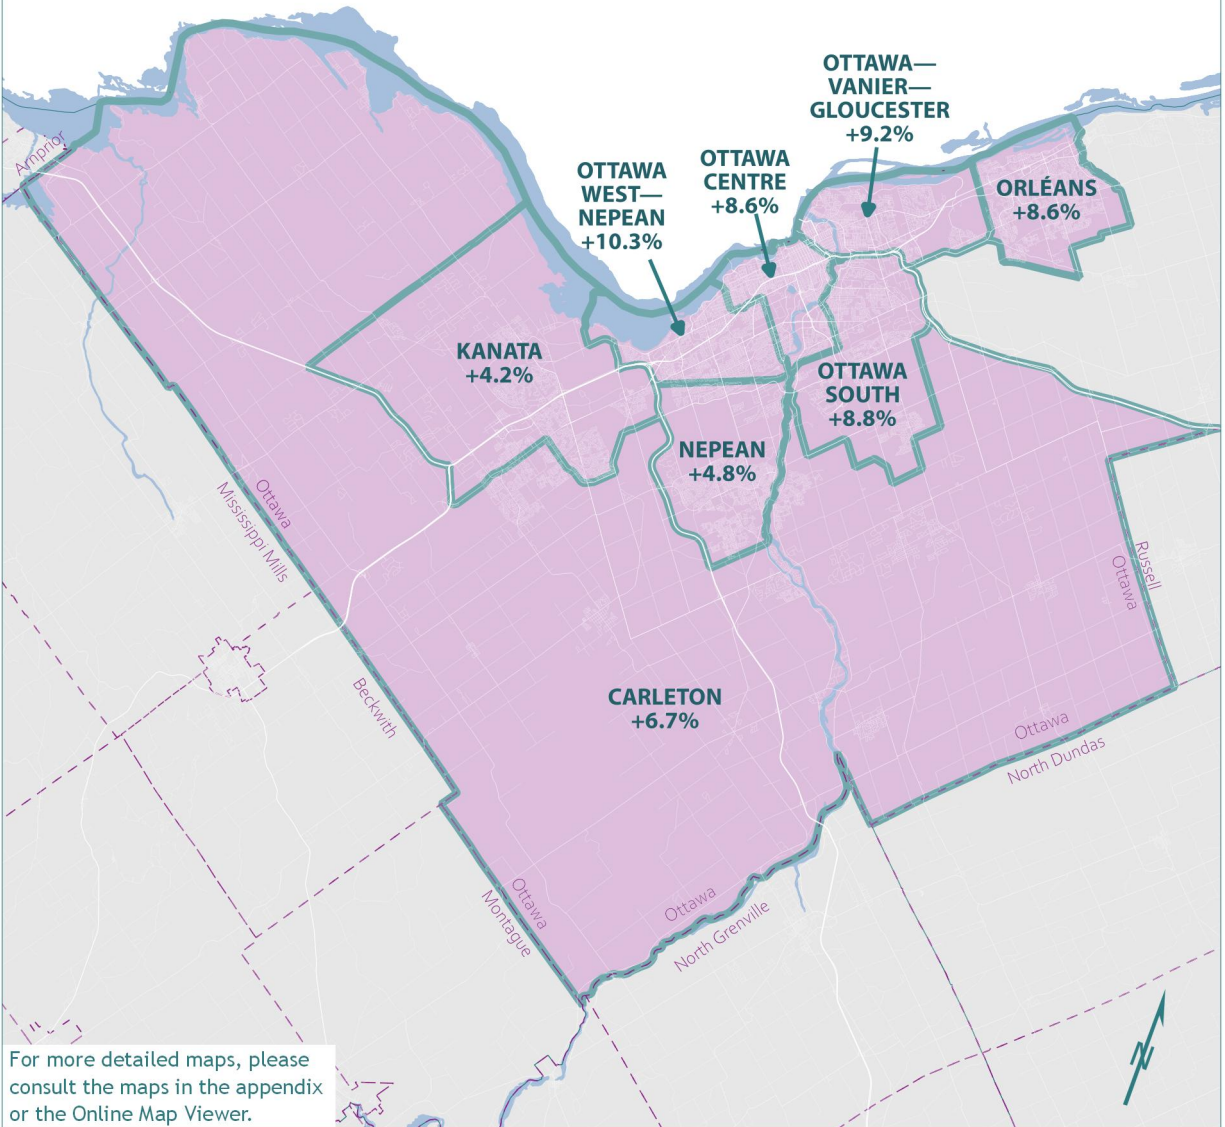 OTTAWA—
VANIER—
GLOUCESTER
+9.2%
OTTAWA
CENTRE
+8.6%
OTTAWA
WEST—
NEPEAN
+10.3%
ORLÉANS
+8.6%
Arnprior
KANATA
+4.2%
OTTAWA
SOUTH
+8.8%
NEPEAN
+4.8%
Ottawa
Mississippi Mills
Russell
Ottawa
CARLETON
+6.7%
Beckwith
Ottawa
North Dundas
Ottawa
Montague
Ottawa
North Grenville
N
For more detailed maps, please
consult the maps in the appendix
or the Online Map Viewer.